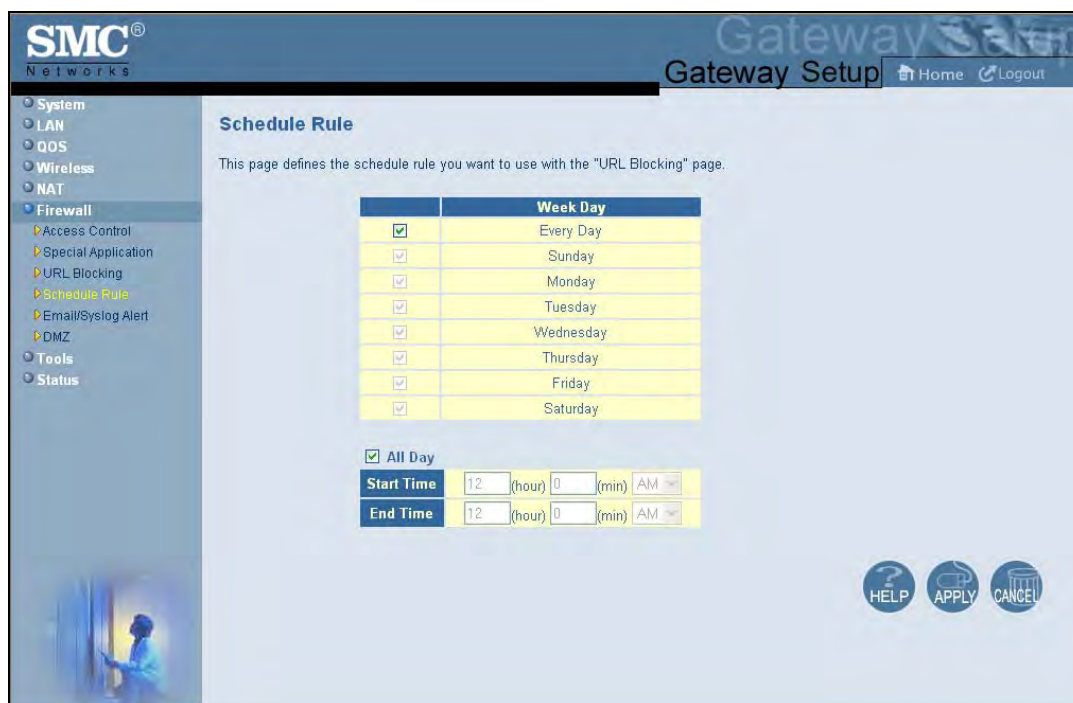 SMC®
Networks
Gateway Setup
Gateway Setup
Home
Logout
System
LAN
QOS
Wireless
NAT
Firewall
Access Control
Special Application
URL Blocking
Schedule Rule
Email/Syslog Alert
DMZ
Tools
Status
Schedule Rule
This page defines the schedule rule you want to use with the "URL Blocking" page.
Week Day
Every Day
Sunday
Monday
Tuesday
Wednesday
Thursday
Friday
Saturday
All Day
Start Time 12 (hour) 0 (min) AM
End Time 12 (hour) 0 (min) AM
HELP APPLY CANCEL